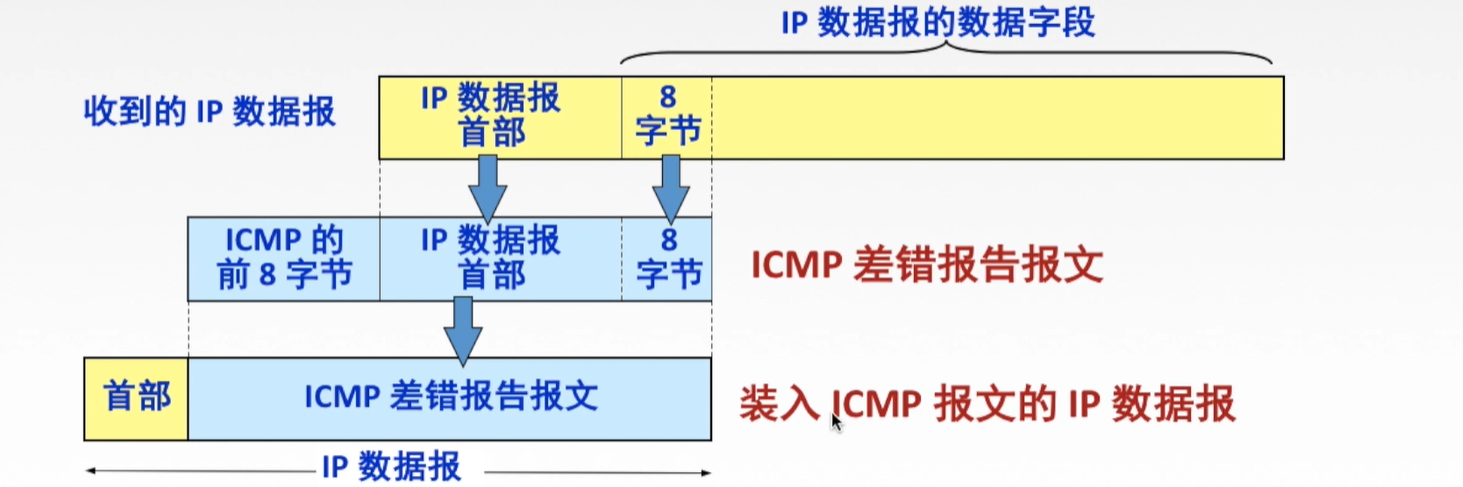 IP 数据报的数据字段
收到的 IP 数据报
IP 数据报
首部
8
字节
ICMP 的
前 8 字节
IP 数据报
首部
8
字节
ICMP 差错报告报文
首部
ICMP 差错报告报文
装入 ICMP 报文的 IP 数据报
IP 数据报